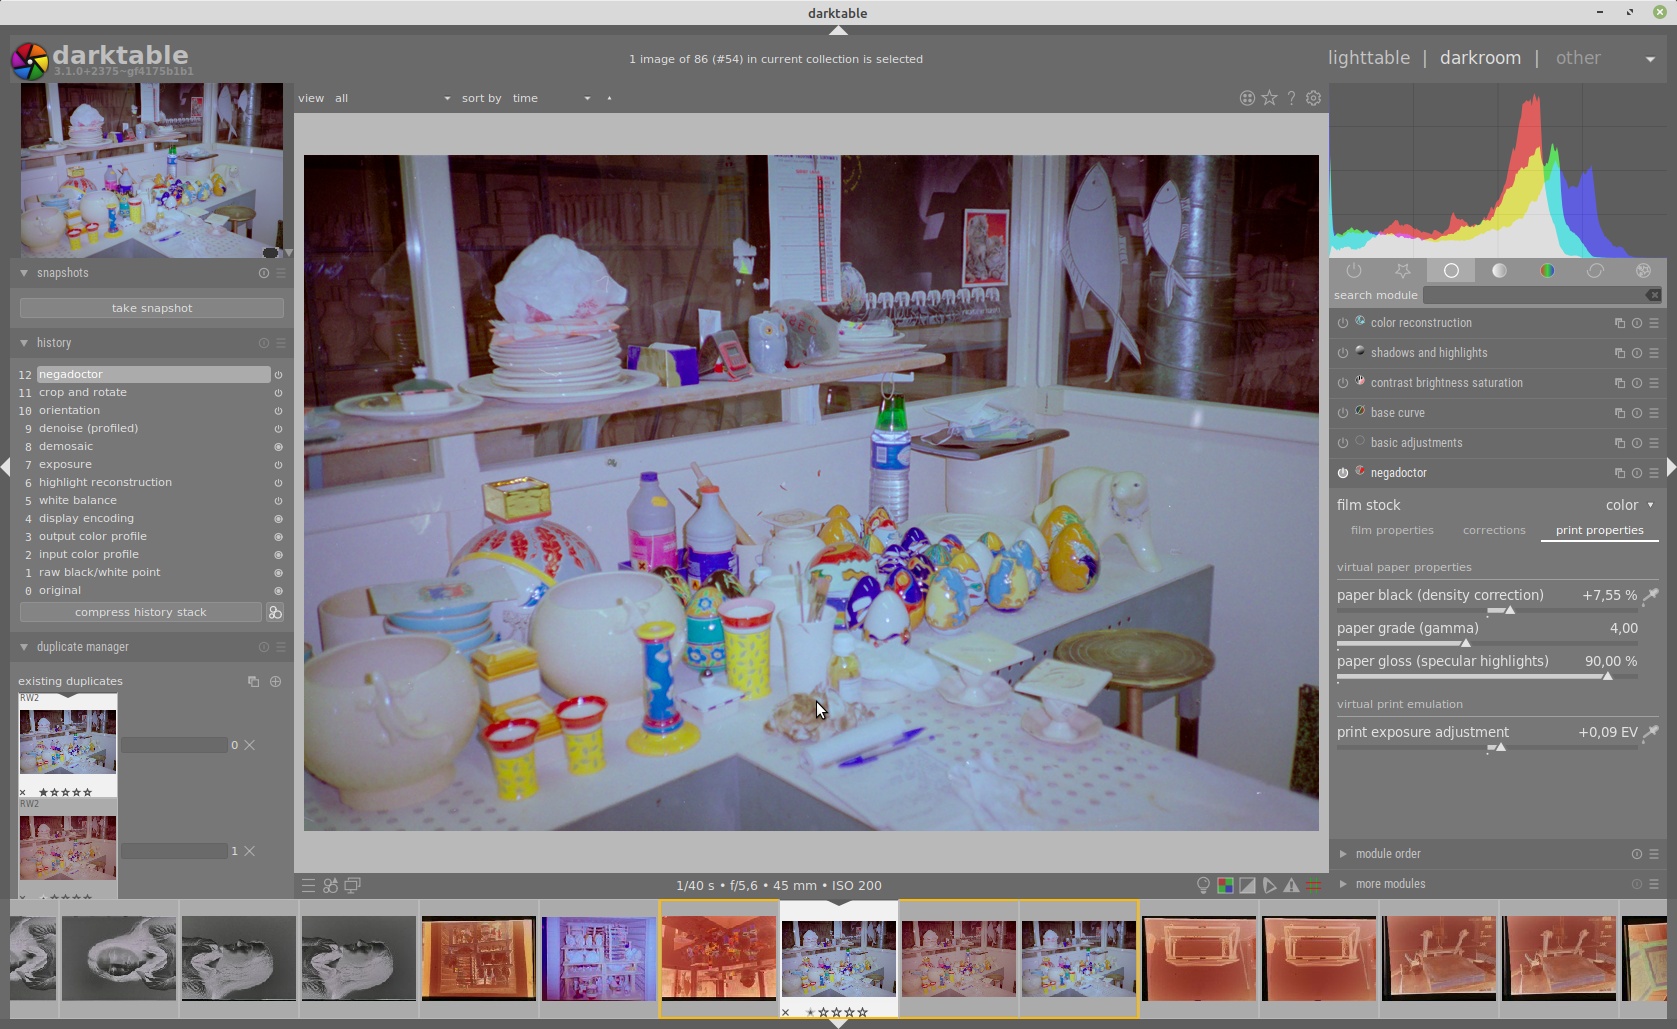 darktable
darktable
3.1.0+2375~gf4175b1b1
1 image of 86 (#54) in current collection is selected
lighttable | darkroom | other
view all sort by time
snapshots
take snapshot
history
12 negadoctor
11 crop and rotate
10 orientation
9 denoise (profiled)
8 demosaic
7 exposure
6 highlight reconstruction
5 white balance
4 display encoding
3 output color profile
2 input color profile
1 raw black/white point
0 original
compress history stack
duplicate manager
existing duplicates
RW2
0
RW2
1
1/40 s • f/5,6 • 45 mm • ISO 200
search module
color reconstruction
shadows and highlights
contrast brightness saturation
base curve
basic adjustments
negadoctor
film stock color
film properties corrections print properties
virtual paper properties
paper black (density correction) +7,55 %
paper grade (gamma) 4,00
paper gloss (specular highlights) 90,00 %
virtual print emulation
print exposure adjustment +0,09 EV
module order
more modules